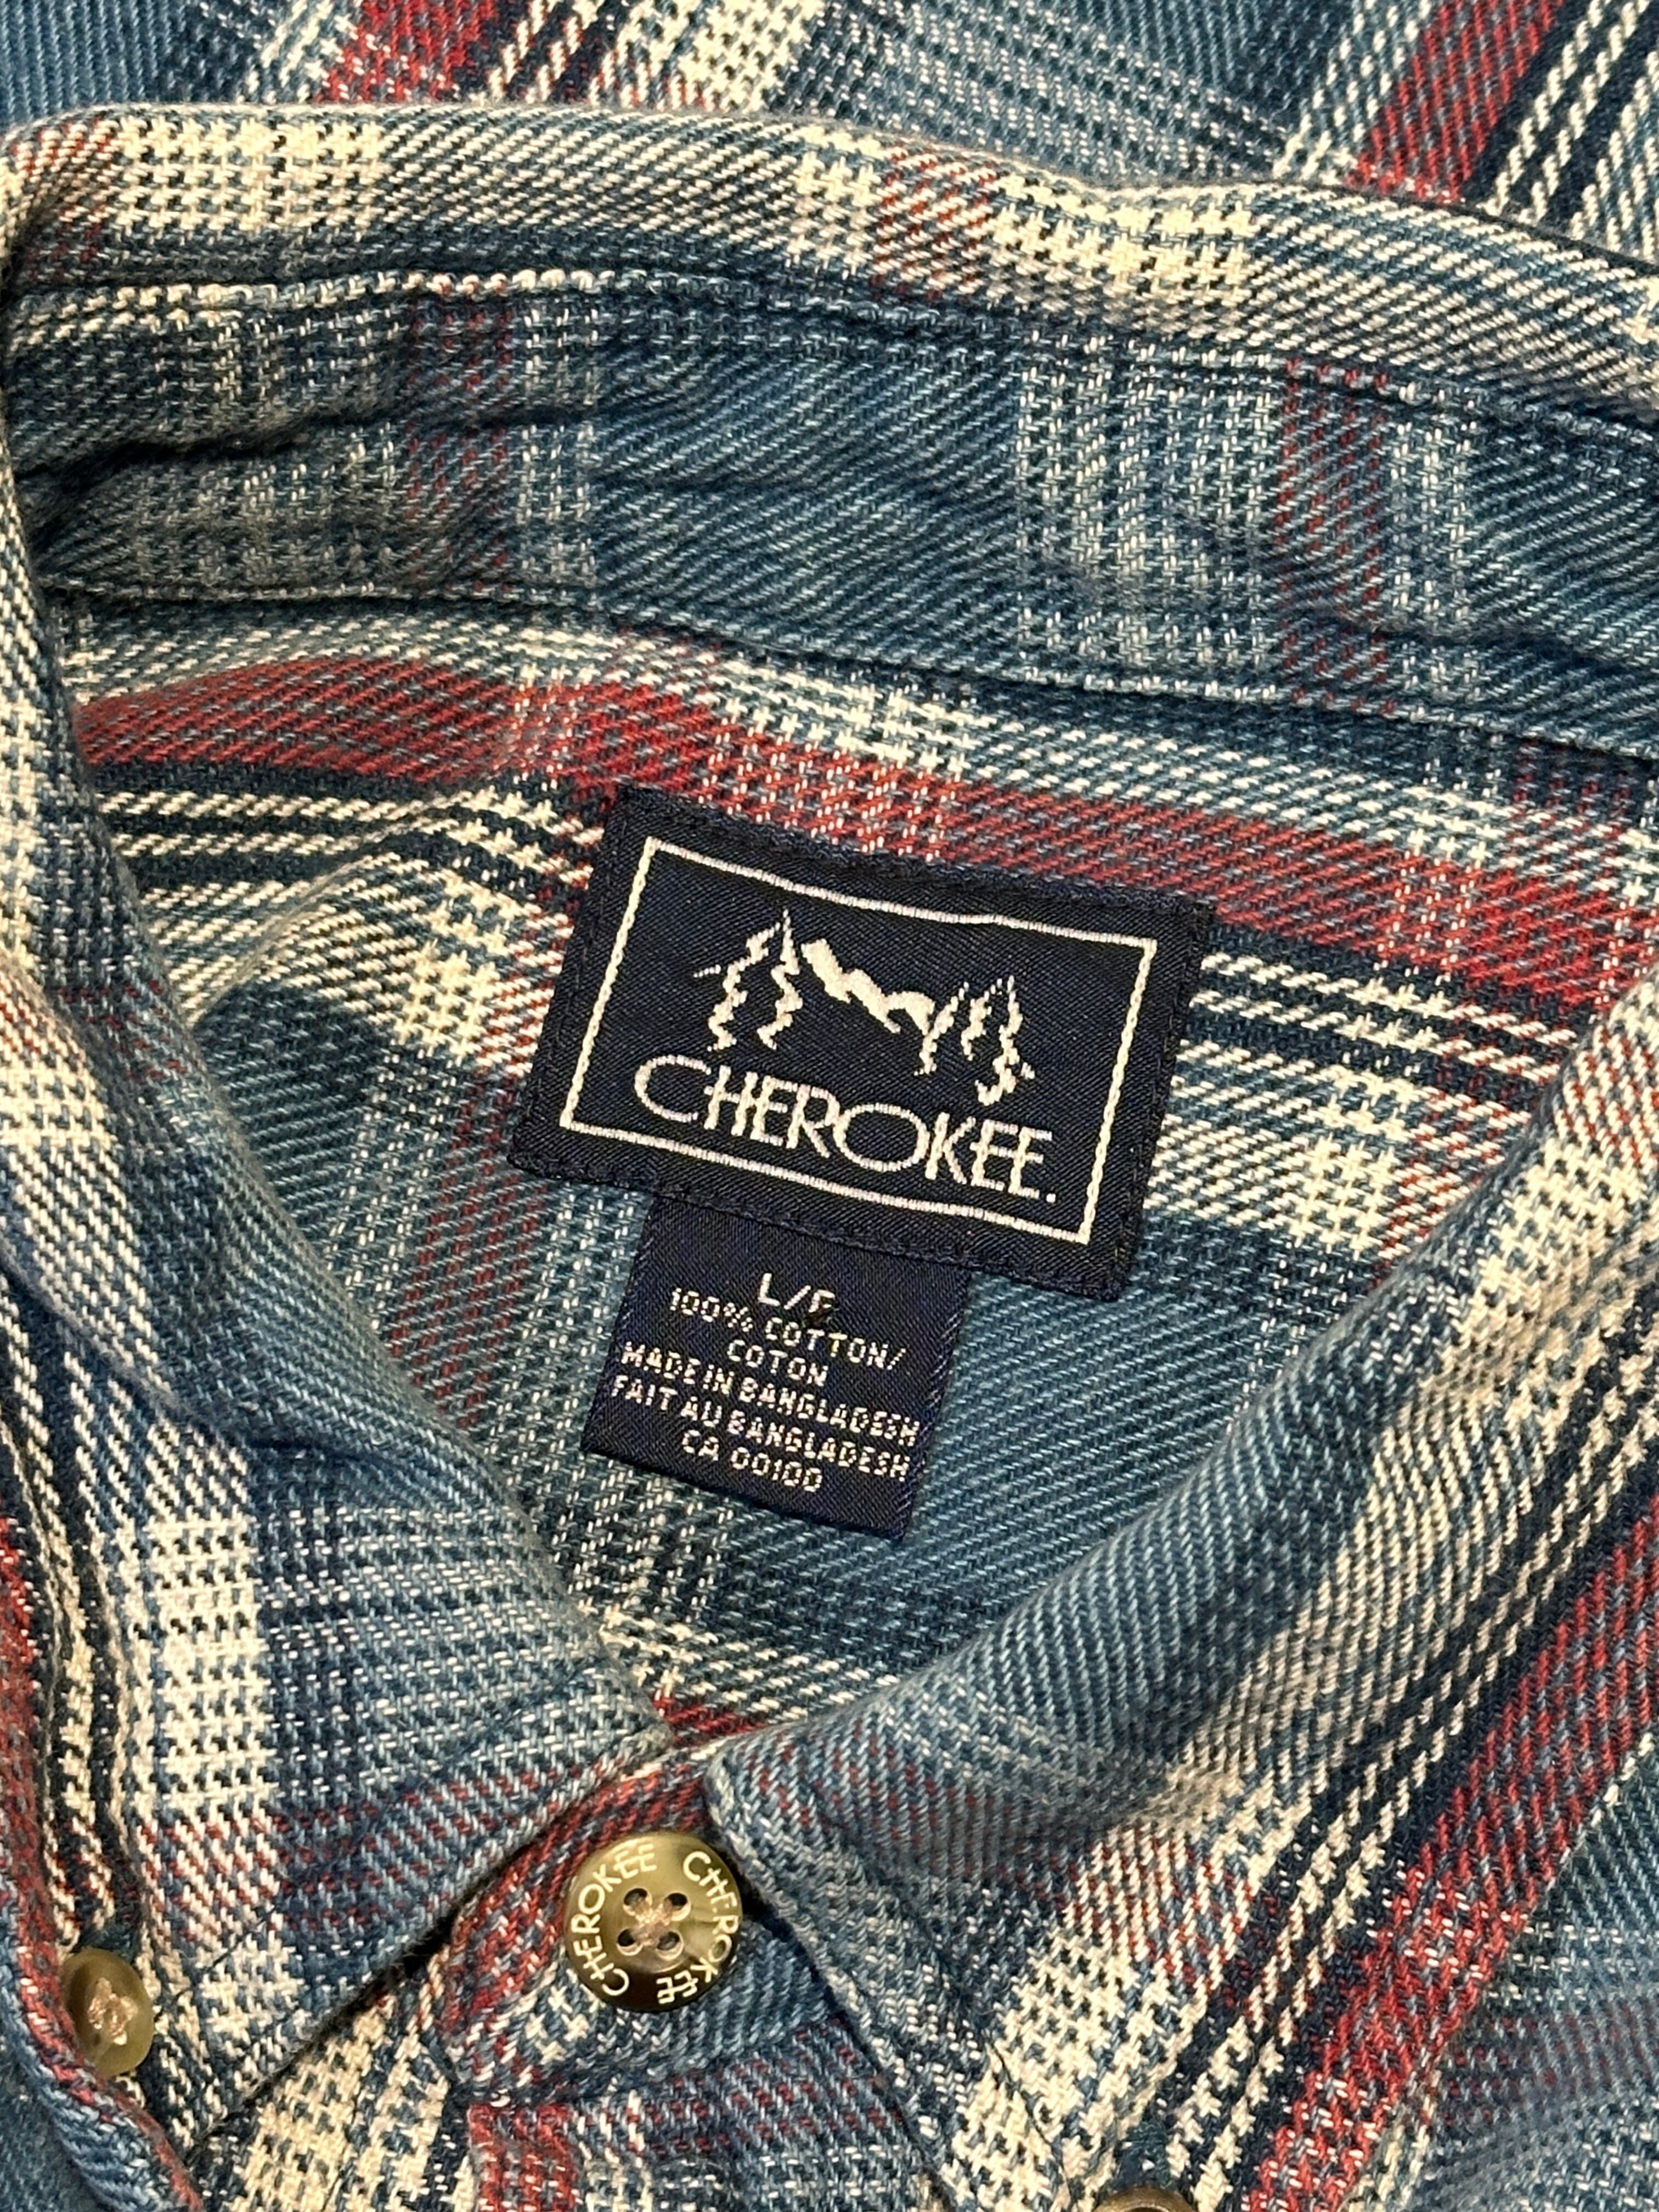 CHEROKEE.
L/G
100% COTTON/
COTON
MADE IN BANGLADESH
FAIT AU BANGLADESH
CA 00100
CHEROKEE CHEROKEE